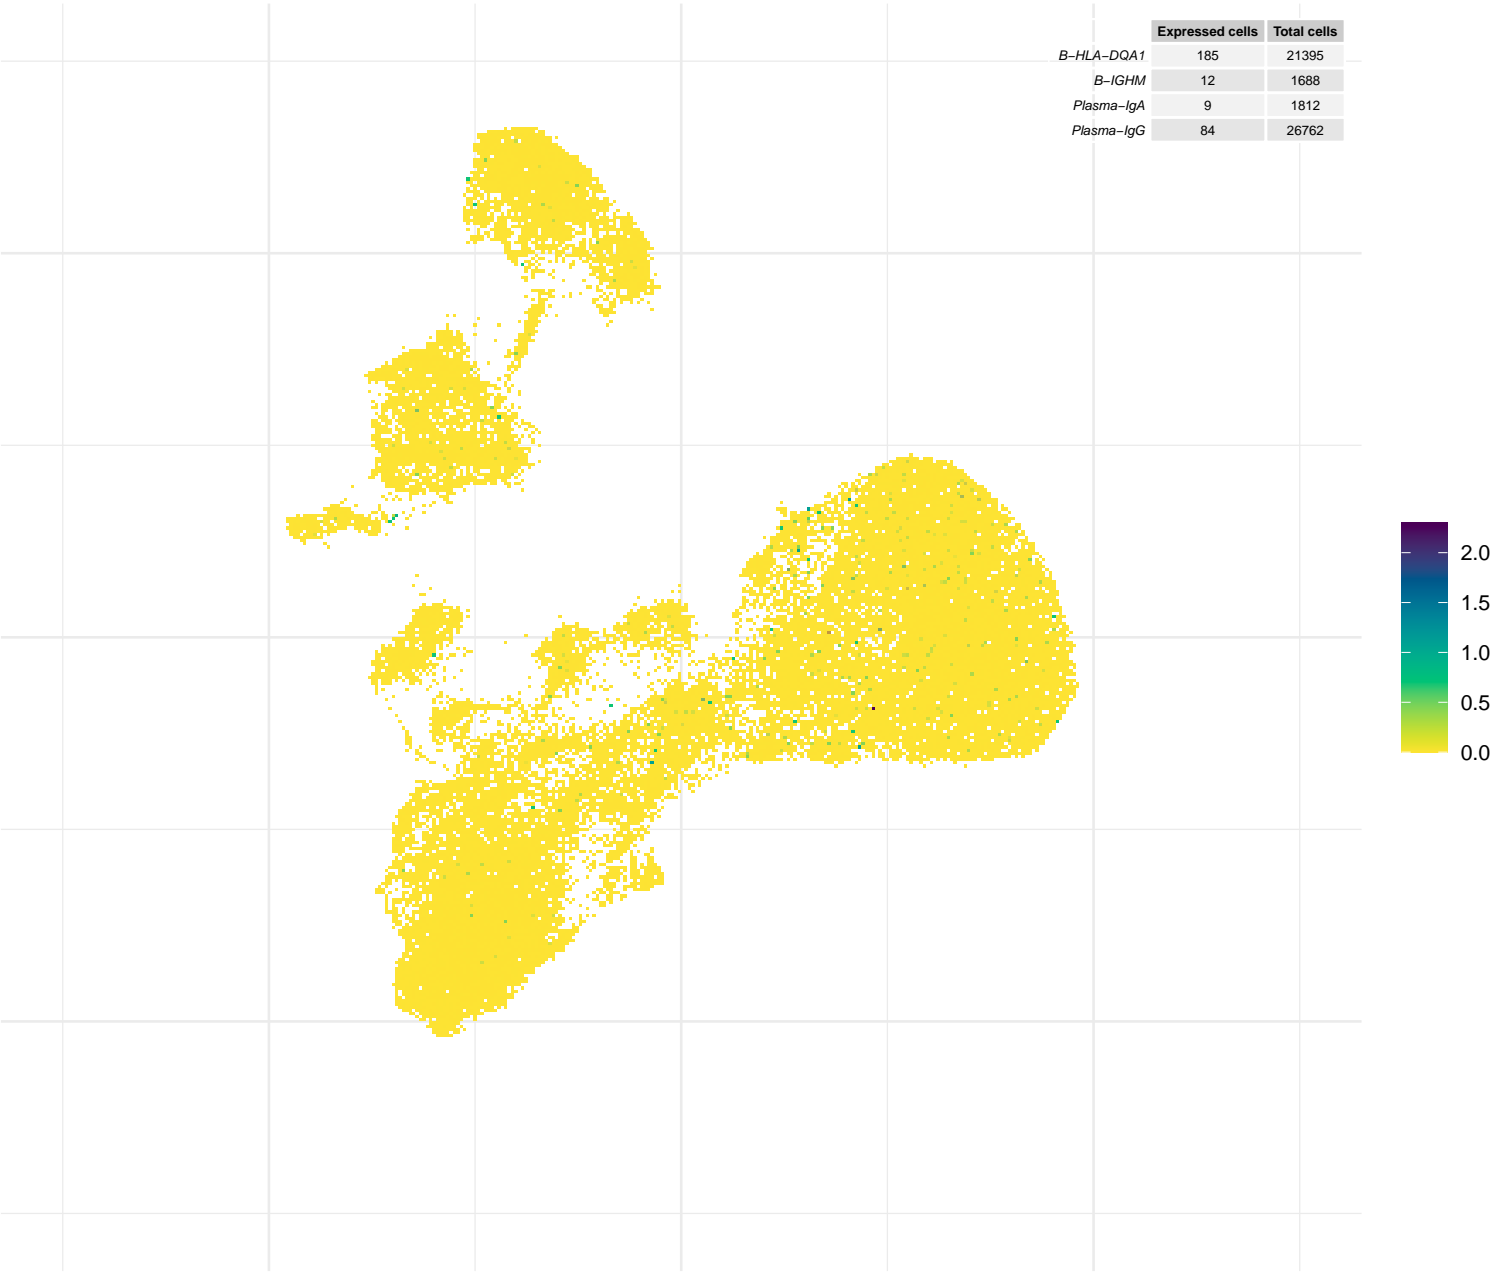 Expressed cells Total cells
B−HLA−DQA1 185 21395
B−IGHM 12 1688
Plasma−IgA 9 1812
Plasma−IgG 84 26762
2.0
1.5
1.0
0.5
0.0